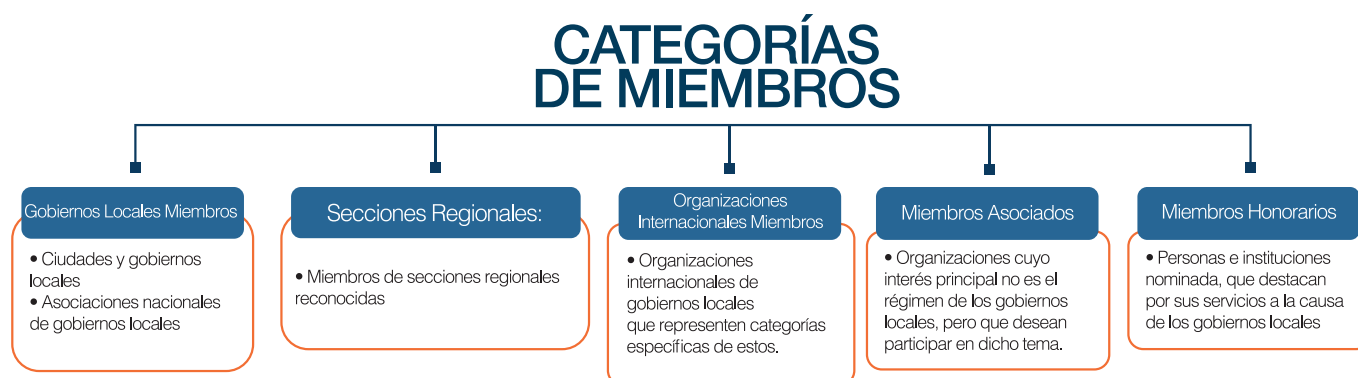 CATEGORÍAS
DE MIEMBROS
Gobiernos Locales Miembros
• Ciudades y gobiernos
locales
• Asociaciones nacionales
de gobiernos locales
Secciones Regionales:
• Miembros de secciones regionales
reconocidas
Organizaciones
Internacionales Miembros
• Organizaciones
internacionales de
gobiernos locales
que representen categorías
específicas de estos.
Miembros Asociados
• Organizaciones cuyo
interés principal no es el
régimen de los gobiernos
locales, pero que desean
participar en dicho tema.
Miembros Honorarios
• Personas e instituciones
nominada, que destacan
por sus servicios a la causa
de los gobiernos locales